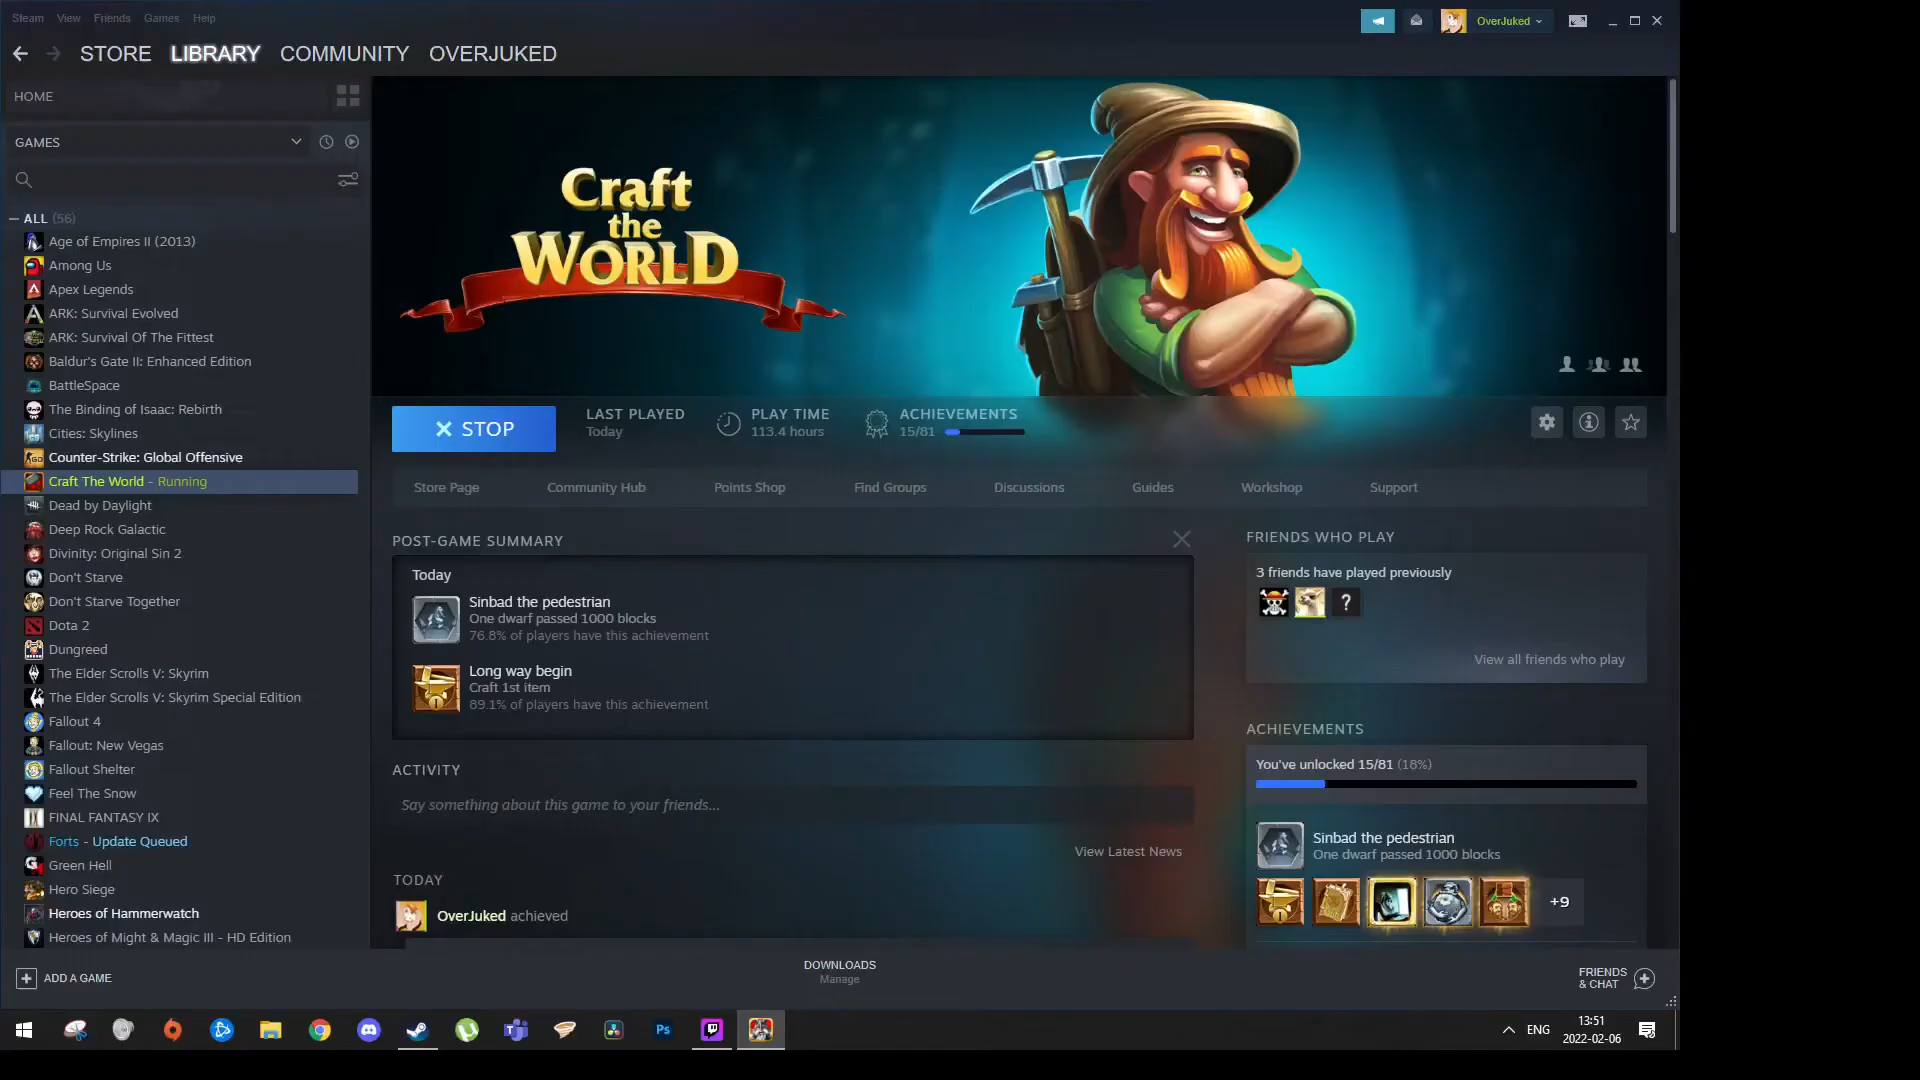 Steam View Friends Games Help
OverJuked
STORE LIBRARY COMMUNITY OVERJUKED
HOME
GAMES
ALL (56)
Age of Empires II (2013)
Among Us
Apex Legends
ARK: Survival Evolved
ARK: Survival Of The Fittest
Baldur's Gate II: Enhanced Edition
BattleSpace
The Binding of Isaac: Rebirth
Cities: Skylines
Counter-Strike: Global Offensive
Craft The World - Running
Dead by Daylight
Deep Rock Galactic
Divinity: Original Sin 2
Don't Starve
Don't Starve Together
Dota 2
Dungreed
The Elder Scrolls V: Skyrim
The Elder Scrolls V: Skyrim Special Edition
Fallout 4
Fallout: New Vegas
Fallout Shelter
Feel The Snow
FINAL FANTASY IX
Forts - Update Queued
Green Hell
Hero Siege
Heroes of Hammerwatch
Heroes of Might & Magic III - HD Edition
ADD A GAME
Craft
the
WORLD
STOP
LAST PLAYED
Today
PLAY TIME
113.4 hours
ACHIEVEMENTS
15/81
Store Page Community Hub Points Shop Find Groups Discussions Guides Workshop Support
POST-GAME SUMMARY
Today
Sinbad the pedestrian
One dwarf passed 1000 blocks
76.8% of players have this achievement
Long way begin
Craft 1st item
89.1% of players have this achievement
ACTIVITY
Say something about this game to your friends...
View Latest News
TODAY
OverJuked achieved
FRIENDS WHO PLAY
3 friends have played previously
?
View all friends who play
ACHIEVEMENTS
You've unlocked 15/81 (18%)
Sinbad the pedestrian
One dwarf passed 1000 blocks
+9
DOWNLOADS
Manage
FRIENDS
& CHAT
Ps
ENG
13:51
2022-02-06